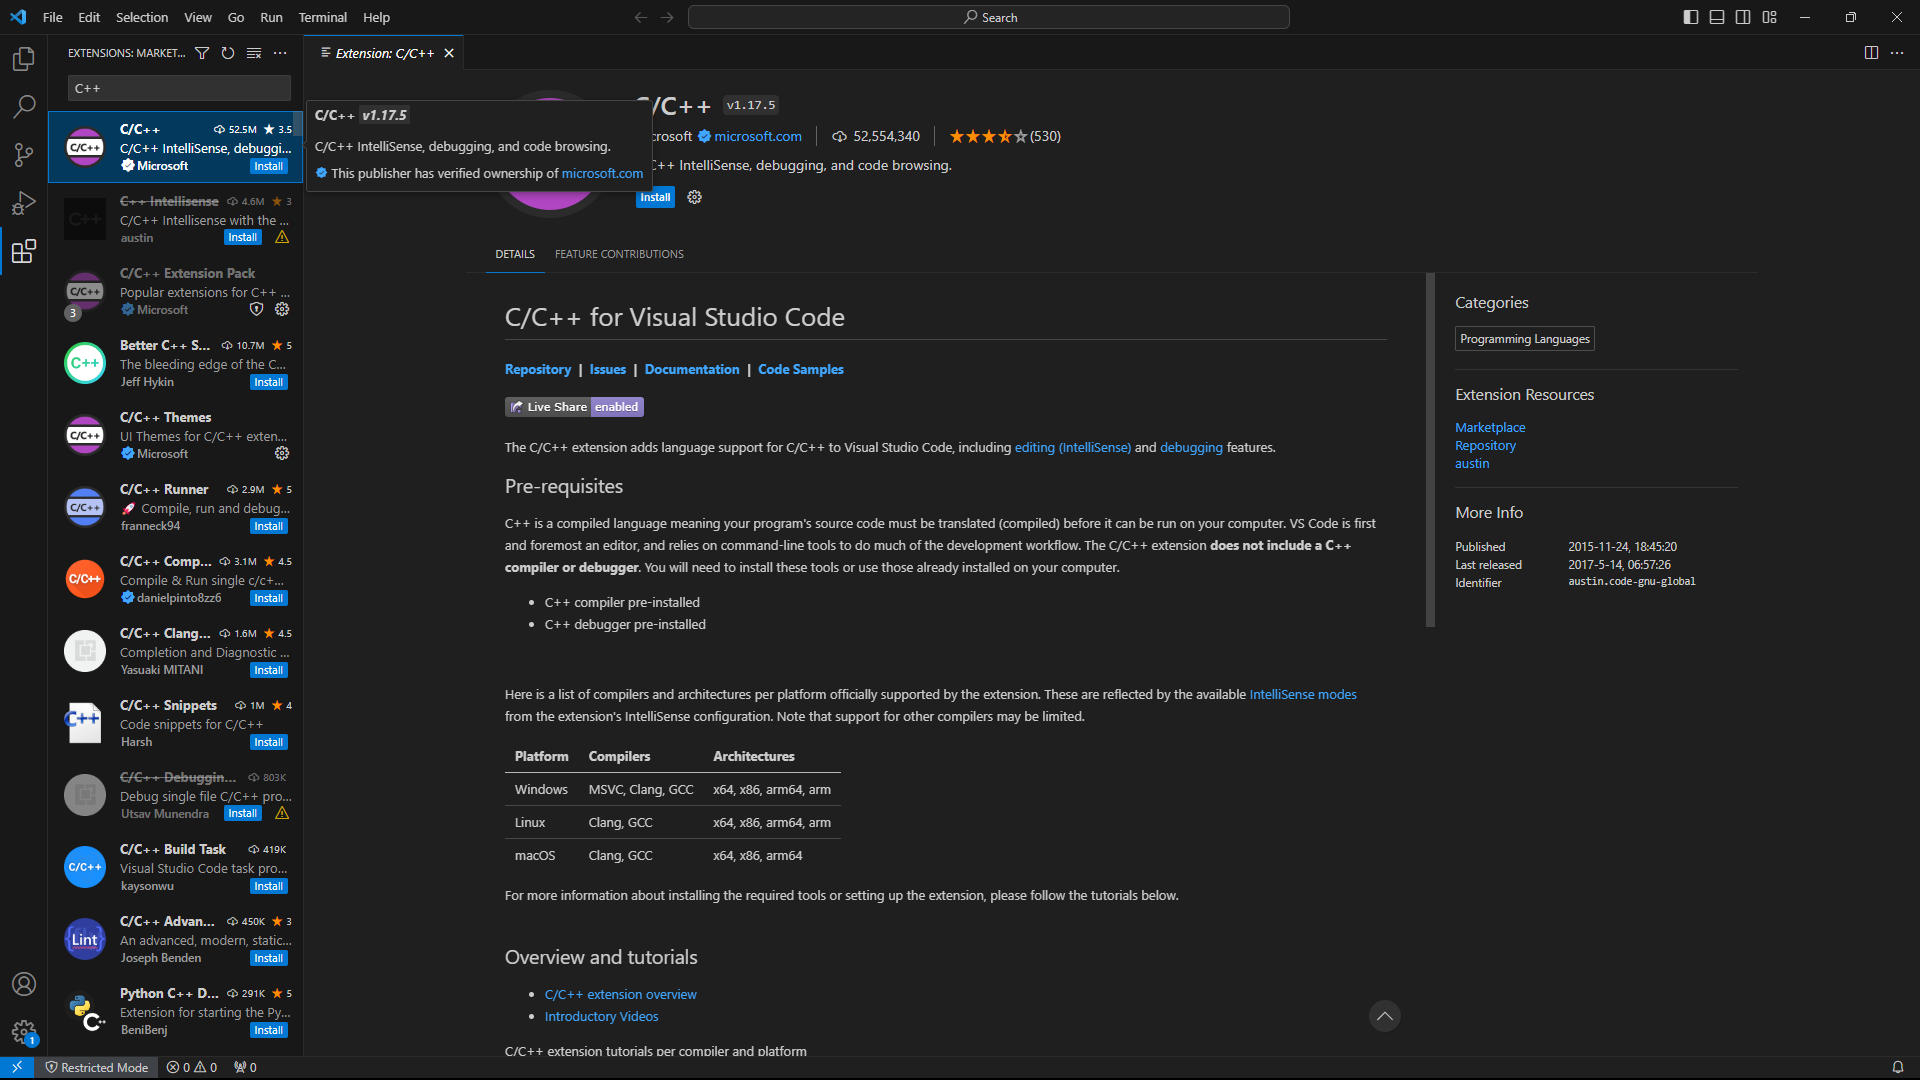 File Edit Selection View Go Run Terminal Help
Search
EXTENSIONS: MARKET...
Extension: C/C++
C++
C/C++ 52.5M 3.5
C/C++ IntelliSense, debuggi...
Microsoft Install
C++ Intellisense 4.6M 3
C/C++ Intellisense with the ...
austin Install
C/C++ Extension Pack
Popular extensions for C++ ...
Microsoft
3
Better C++ S... 10.7M 5
The bleeding edge of the C...
Jeff Hykin Install
C/C++ Themes
UI Themes for C/C++ exten...
Microsoft
C/C++ Runner 2.9M 5
🚀 Compile, run and debug...
franneck94 Install
C/C++ Comp... 3.1M 4.5
Compile & Run single c/c+...
danielpinto8zz6 Install
C/C++ Clang... 1.6M 4.5
Completion and Diagnostic ...
Yasuaki MITANI Install
C/C++ Snippets 1M 4
Code snippets for C/C++
Harsh Install
C/C++ Debuggin... 803K
Debug single file C/C++ pro...
Utsav Munendra Install
C/C++ Build Task 419K
Visual Studio Code task pro...
kaysonwu Install
C/C++ Advan... 450K 3
An advanced, modern, static...
Joseph Benden Install
Python C++ D... 291K 5
Extension for starting the Py...
BeniBenj Install
C/C++
C++
C/C++
C++
C/C++
C/C++
C/C++
C++
C/C++
Lint
C++
C/C++ v1.17.5
C/C++ IntelliSense, debugging, and code browsing.
This publisher has verified ownership of microsoft.com
C/C++ v1.17.5
crosoft microsoft.com 52,554,340 (530)
C++ IntelliSense, debugging, and code browsing.
Install
DETAILS FEATURE CONTRIBUTIONS
C/C++ for Visual Studio Code
Repository | Issues | Documentation | Code Samples
Live Share enabled
The C/C++ extension adds language support for C/C++ to Visual Studio Code, including editing (IntelliSense) and debugging features.
Pre-requisites
C++ is a compiled language meaning your program's source code must be translated (compiled) before it can be run on your computer. VS Code is first
and foremost an editor, and relies on command-line tools to do much of the development workflow. The C/C++ extension does not include a C++
compiler or debugger. You will need to install these tools or use those already installed on your computer.
• C++ compiler pre-installed
• C++ debugger pre-installed
Here is a list of compilers and architectures per platform officially supported by the extension. These are reflected by the available IntelliSense modes
from the extension's IntelliSense configuration. Note that support for other compilers may be limited.
Platform Compilers Architectures
Windows MSVC, Clang, GCC x64, x86, arm64, arm
Linux Clang, GCC x64, x86, arm64, arm
macOS Clang, GCC x64, x86, arm64
For more information about installing the required tools or setting up the extension, please follow the tutorials below.
Overview and tutorials
• C/C++ extension overview
• Introductory Videos
C/C++ extension tutorials per compiler and platform
Categories
Programming Languages
Extension Resources
Marketplace
Repository
austin
More Info
Published 2015-11-24, 18:45:20
Last released 2017-5-14, 06:57:26
Identifier austin.code-gnu-global
1
Restricted Mode 0 0 0